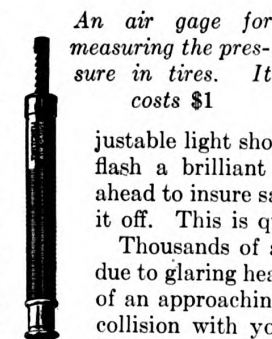 An air gage for
measuring the pres-
sure in tires. It
costs $1
justable light sho
flash a brilliant
ahead to insure sa
it off. This is q
Thousands of a
due to glaring hea
of an approachin
collision with yo